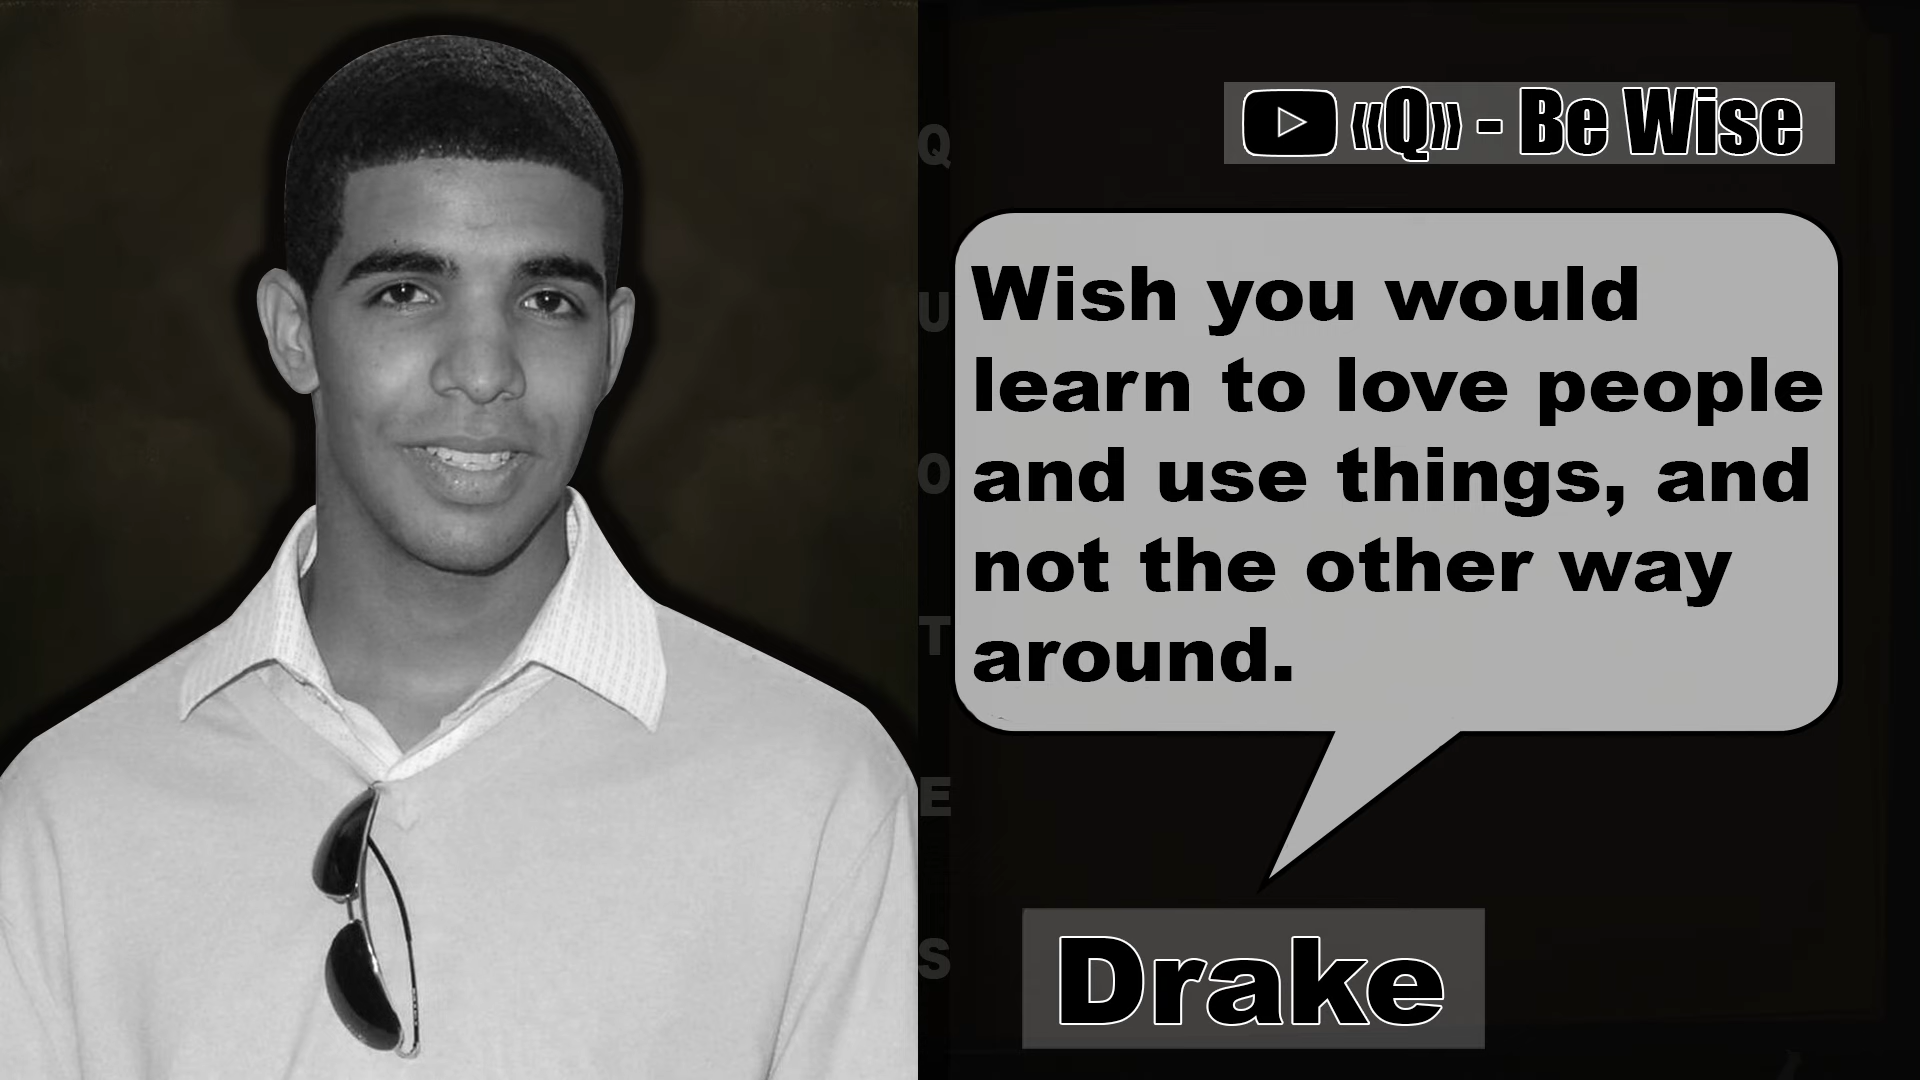 «Q» - Be Wise
Wish you would
learn to love people
and use things, and
not the other way
around.
Drake
QUOTES